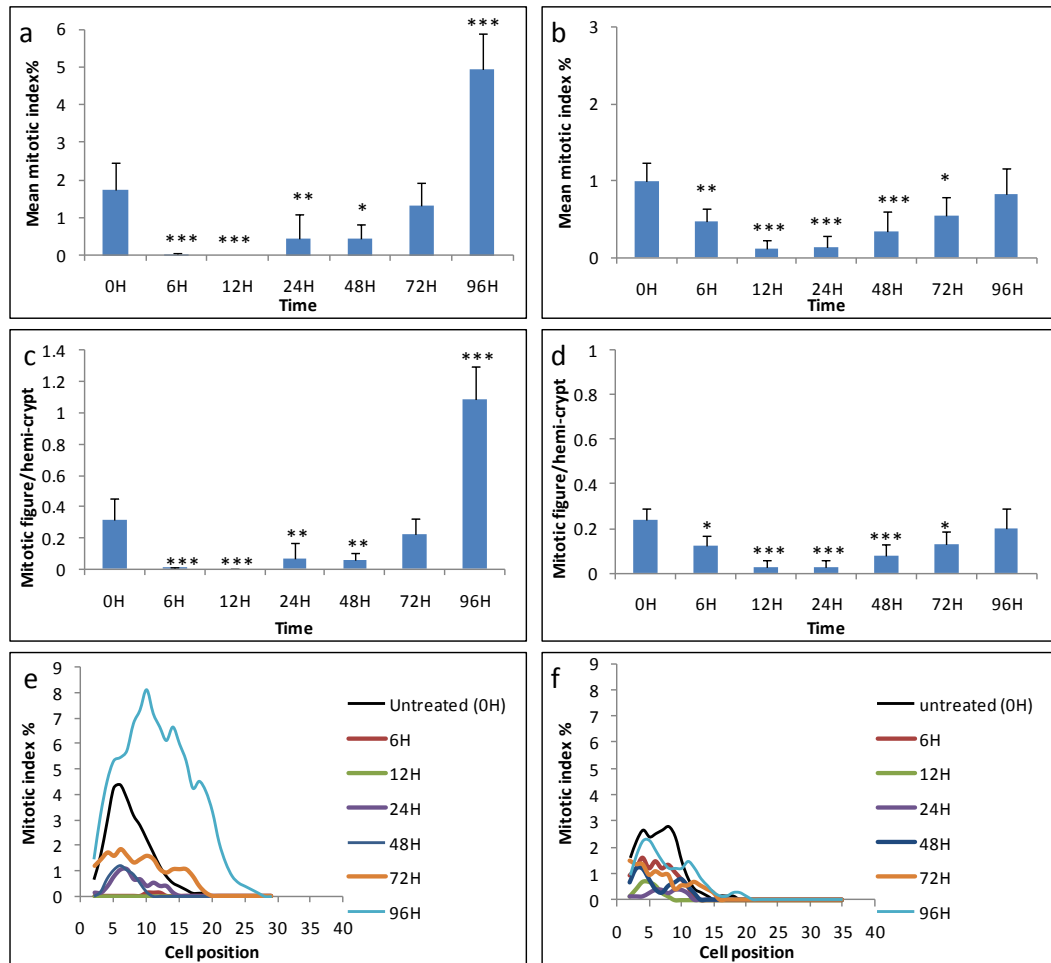 a
Mean mitotic index%
6
5
4
3
2
1
0
***
***
**
*
***
0H 6H 12H 24H 48H 72H 96H
Time
b
Mean mitotic index %
3
2
1
0
**
***
***
***
*
0H 6H 12H 24H 48H 72H 96H
Time
c
Mitotic figure/hemi-crypt
1.4
1.2
1
0.8
0.6
0.4
0.2
0
***
***
**
**
***
0H 6H 12H 24H 48H 72H 96H
Time
d
Mitotic figure/hemi-crypt
1
0.8
0.6
0.4
0.2
0
*
***
***
***
*
0H 6H 12H 24H 48H 72H 96H
Time
e
Mitotic index %
9
8
7
6
5
4
3
2
1
0
0 5 10 15 20 25 30 35 40
Cell position
Untreated (0H)
6H
12H
24H
48H
72H
96H
f
Mitotic index %
9
8
7
6
5
4
3
2
1
0
0 5 10 15 20 25 30 35 40
Cell position
untreated (0H)
6H
12H
24H
48H
72H
96H